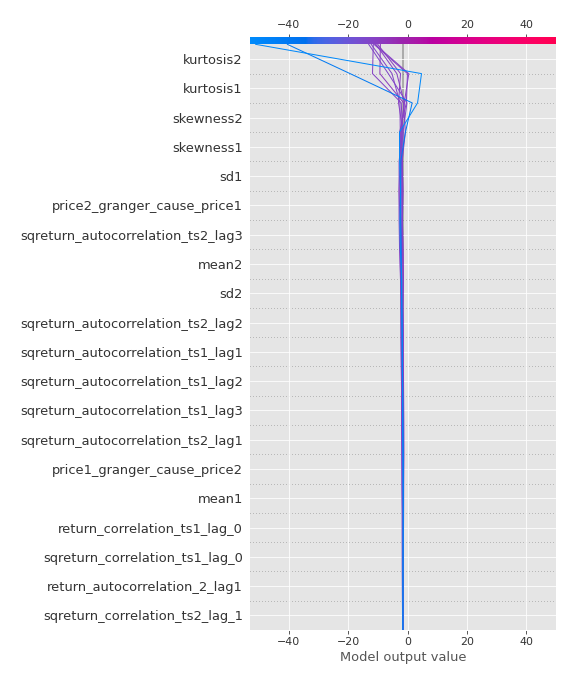 −40 −20 0 20 40
kurtosis2
kurtosis1
skewness2
skewness1
sd1
price2_granger_cause_price1
sqreturn_autocorrelation_ts2_lag3
mean2
sd2
sqreturn_autocorrelation_ts2_lag2
sqreturn_autocorrelation_ts1_lag1
sqreturn_autocorrelation_ts1_lag2
sqreturn_autocorrelation_ts1_lag3
sqreturn_autocorrelation_ts2_lag1
price1_granger_cause_price2
mean1
return_correlation_ts1_lag_0
sqreturn_correlation_ts1_lag_0
return_autocorrelation_2_lag1
sqreturn_correlation_ts2_lag_1
−40 −20 0 20 40
Model output value